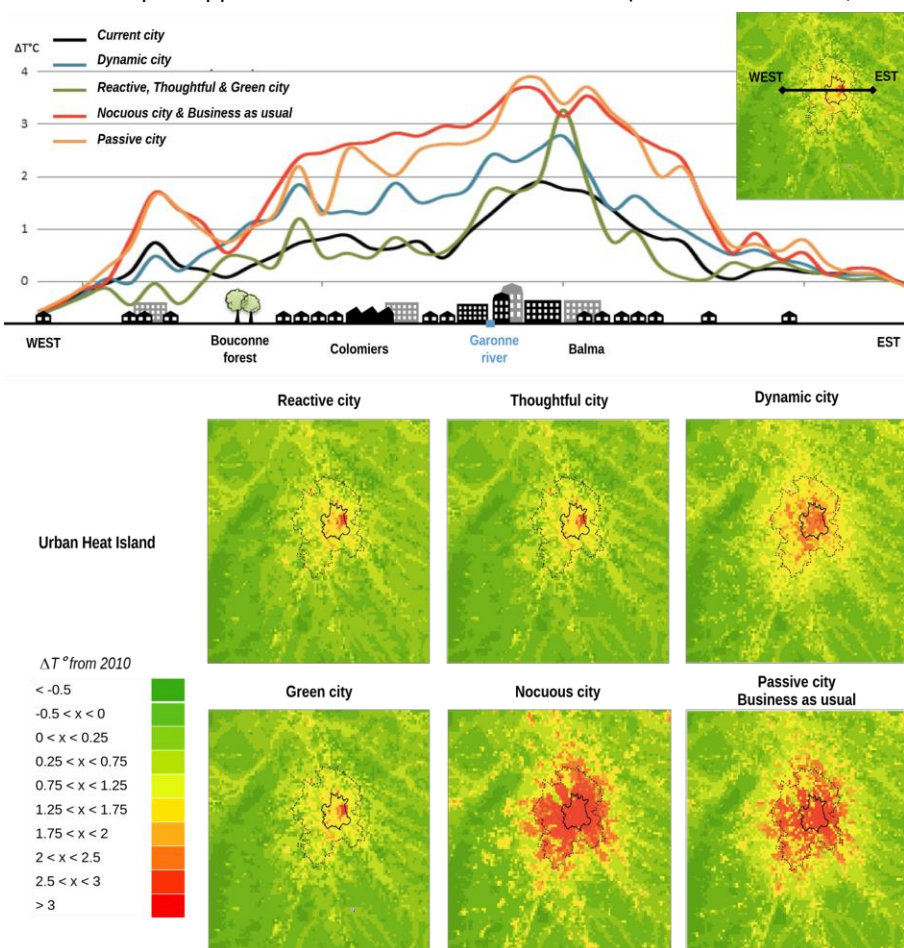 ΔT°C
Current city
Dynamic city
Reactive, Thoughtful & Green city
Nocuous city & Business as usual
Passive city
4
3
2
1
0
WEST
EST
WEST
Bouconne
forest
Colomiers
Garonne
river
Balma
EST
Reactive city
Thoughtful city
Dynamic city
Urban Heat Island
Δ T° from 2010
< -0.5
-0.5 < x < 0
0 < x < 0.25
0.25 < x < 0.75
0.75 < x < 1.25
1.25 < x < 1.75
1.75 < x < 2
2 < x < 2.5
2.5 < x < 3
> 3
Green city
Nocuous city
Passive city
Business as usual